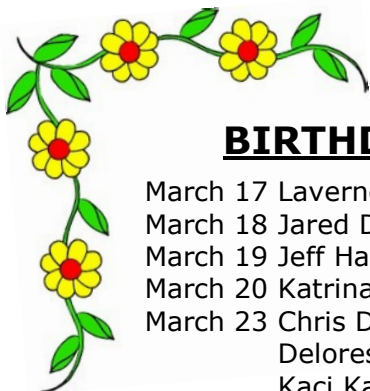 BIRTHD
March 17 Lavern
March 18 Jared D
March 19 Jeff Ha
March 20 Katrina
March 23 Chris D
Delores
Kaci Ka